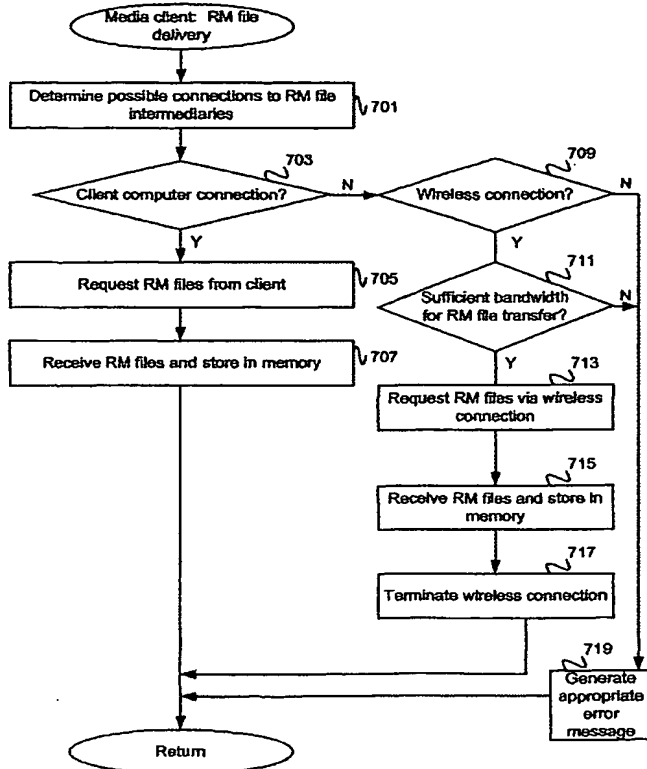 Media client: RM file
delivery
Determine possible connections to RM file
intermediaries
701
703
Client computer connection?
N
Y
709
Wireless connection?
N
Y
Request RM files from client
705
711
Sufficient bandwidth
for RM file transfer?
N
Y
Receive RM files and store in memory
707
713
Request RM files via wireless
connection
715
Receive RM files and store in
memory
717
Terminate wireless connection
719
Generate
appropriate
error
message
Return